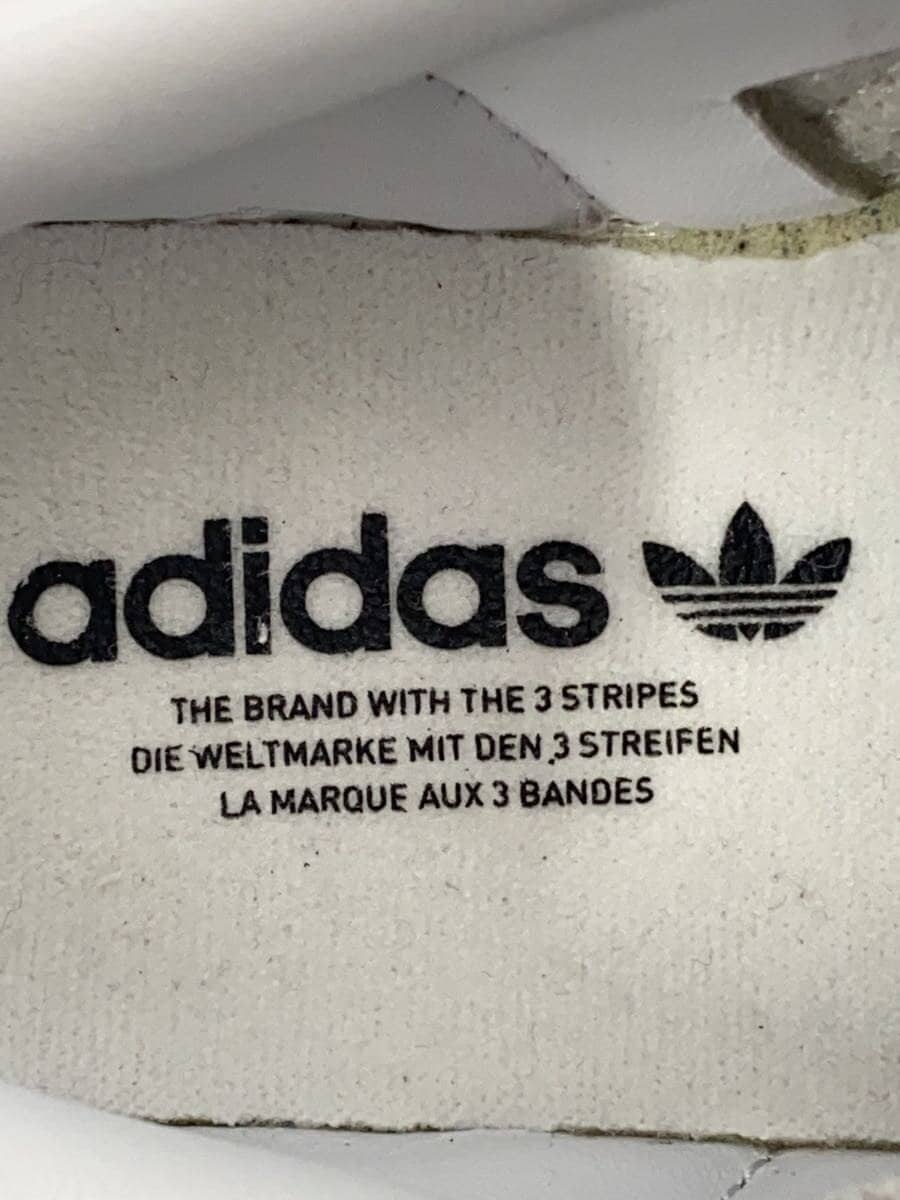 adidas
THE BRAND WITH THE 3 STRIPES
DIE WELTMARKE MIT DEN 3 STREIFEN
LA MARQUE AUX 3 BANDES